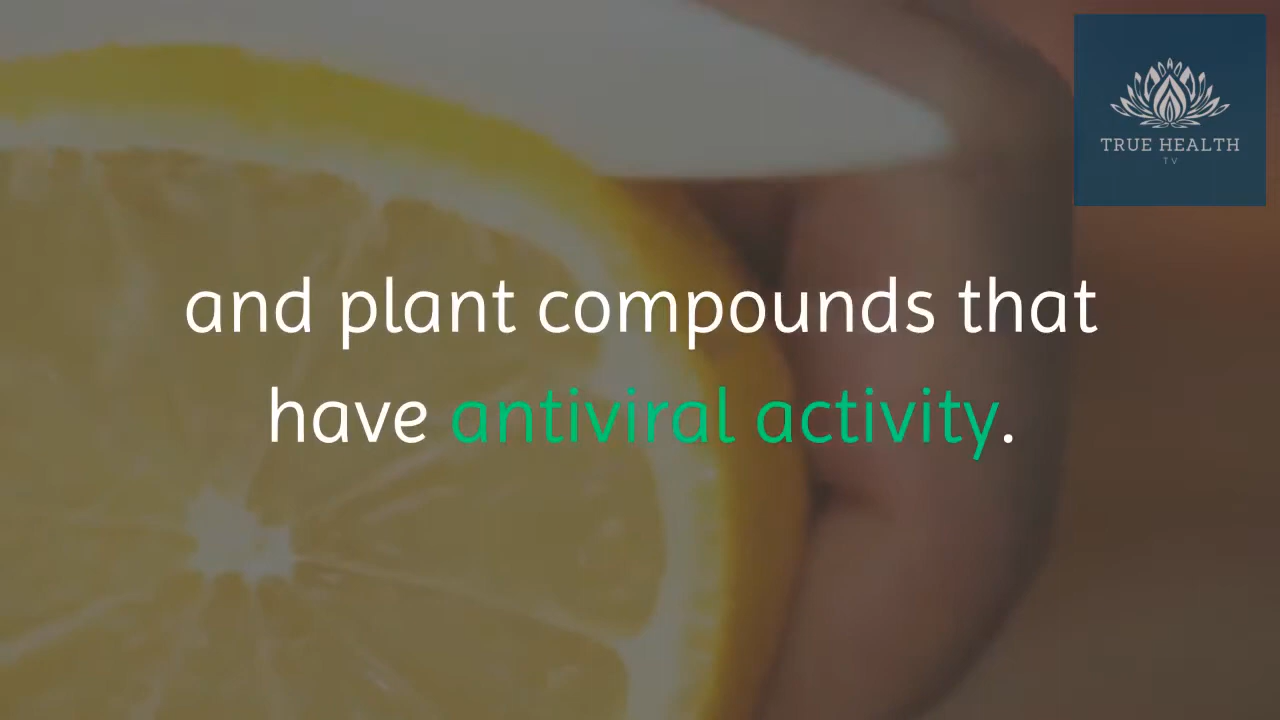 TRUE HEALTH
TV
and plant compounds that
have antiviral activity.